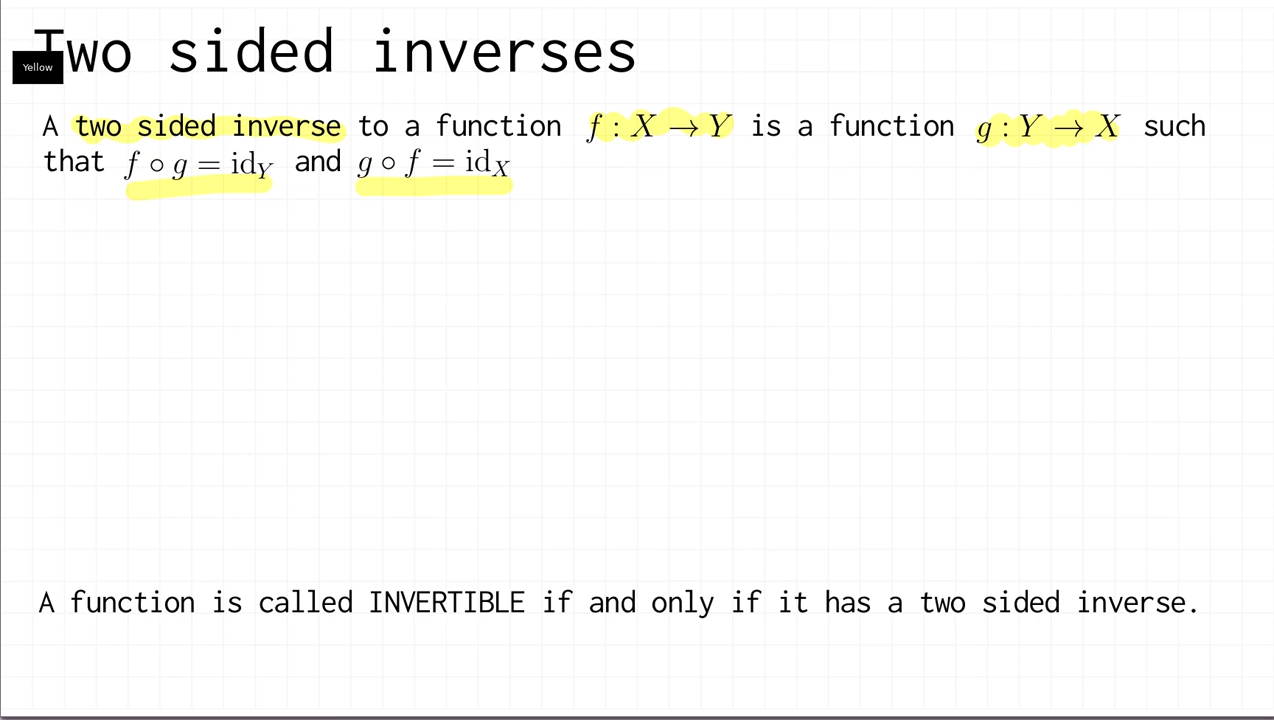 Two sided inverses
Yellow
A two sided inverse to a function f : X → Y is a function g : Y → X such
that f ∘ g = id_Y and g ∘ f = id_X
A function is called INVERTIBLE if and only if it has a two sided inverse.